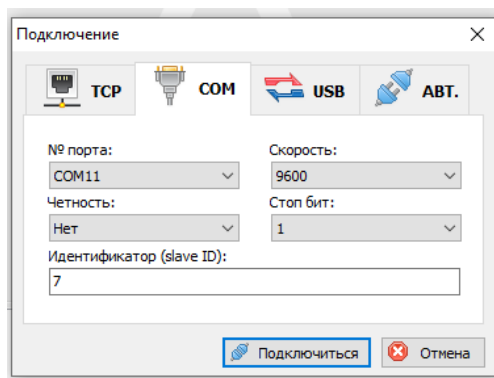 Подключение
TCP COM USB АВТ.
№ порта: Скорость:
COM11 9600
Четность: Стоп бит:
Нет 1
Идентификатор (slave ID):
7
Подключиться Отмена